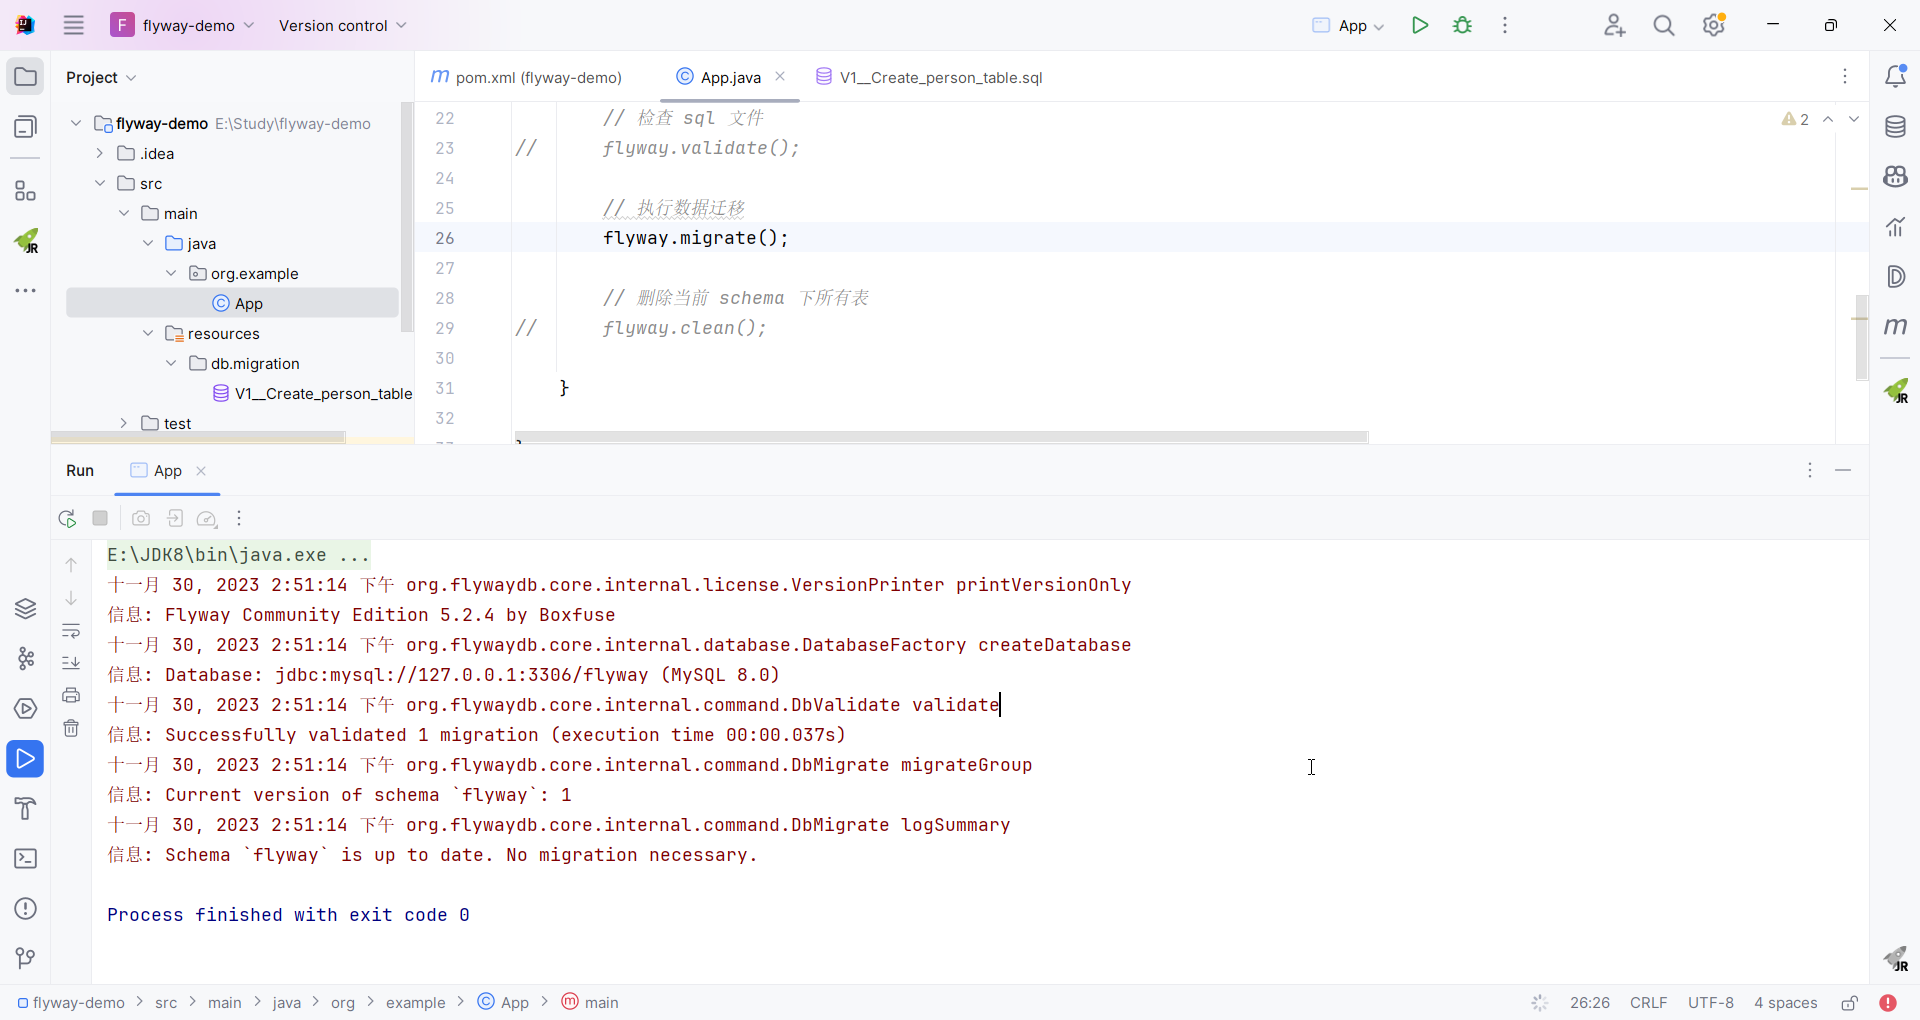 F flyway-demo Version control App
Project
pom.xml (flyway-demo) App.java V1__Create_person_table.sql
flyway-demo E:\Study\flyway-demo
.idea
src
main
java
org.example
App
resources
db.migration
V1__Create_person_table
test
22 // 检查 sql 文件
2
23 // flyway.validate();
24
25 // 执行数据迁移
26 flyway.migrate();
27
28 // 删除当前 schema 下所有表
29 // flyway.clean();
30
31 }
32
Run App
E:\JDK8\bin\java.exe ...
十一月 30, 2023 2:51:14 下午 org.flywaydb.core.internal.license.VersionPrinter printVersionOnly
信息: Flyway Community Edition 5.2.4 by Boxfuse
十一月 30, 2023 2:51:14 下午 org.flywaydb.core.internal.database.DatabaseFactory createDatabase
信息: Database: jdbc:mysql://127.0.0.1:3306/flyway (MySQL 8.0)
十一月 30, 2023 2:51:14 下午 org.flywaydb.core.internal.command.DbValidate validate
信息: Successfully validated 1 migration (execution time 00:00.037s)
十一月 30, 2023 2:51:14 下午 org.flywaydb.core.internal.command.DbMigrate migrateGroup
信息: Current version of schema `flyway`: 1
十一月 30, 2023 2:51:14 下午 org.flywaydb.core.internal.command.DbMigrate logSummary
信息: Schema `flyway` is up to date. No migration necessary.
Process finished with exit code 0
JR
JR
JR
flyway-demo > src > main > java > org > example > App > main
26:26 CRLF UTF-8 4 spaces